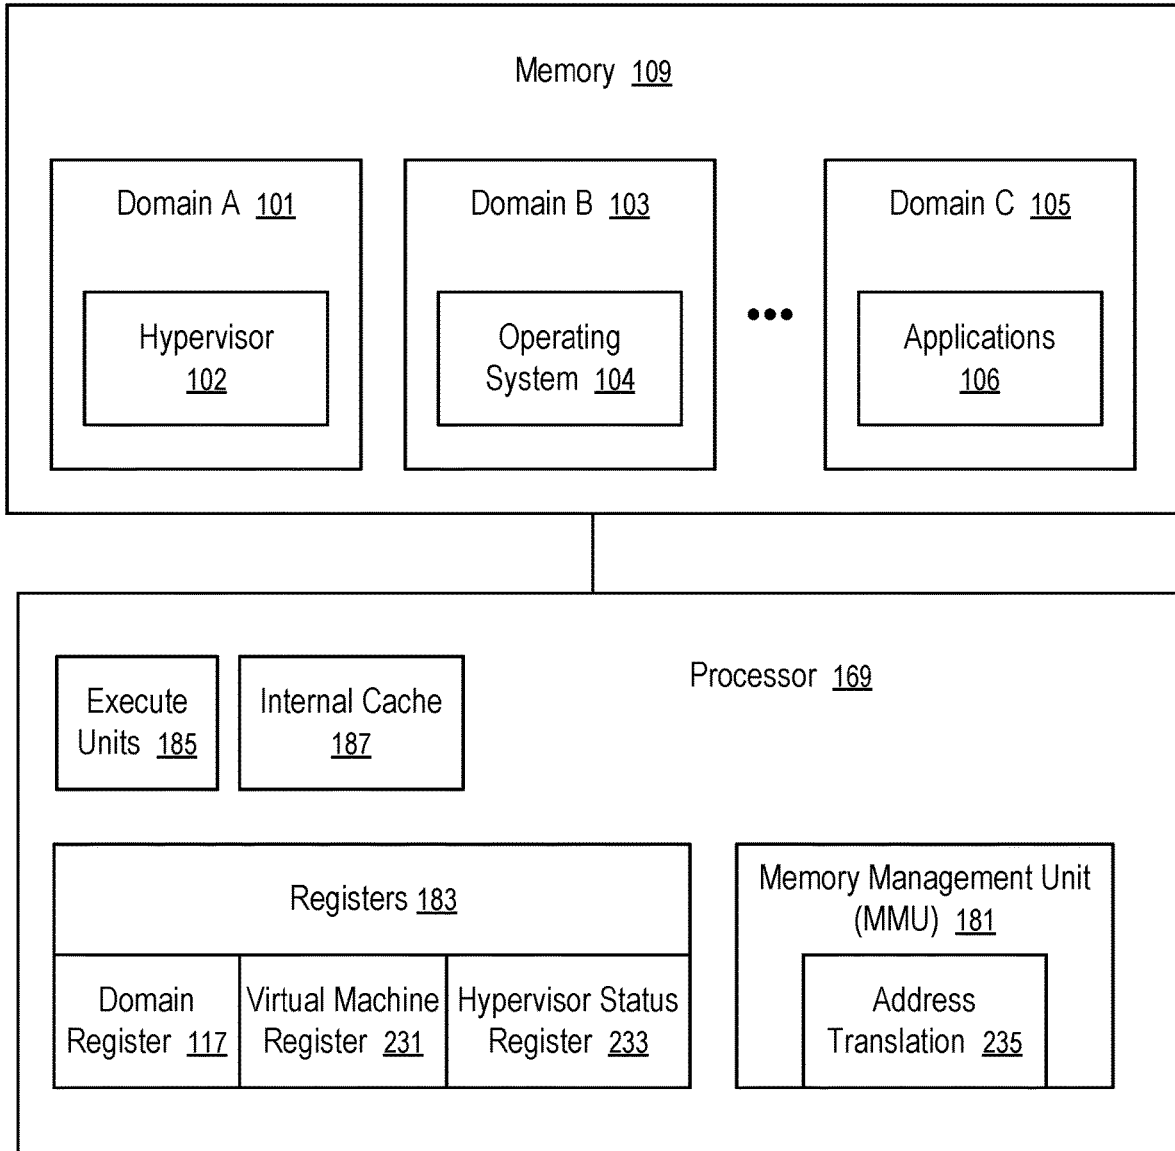 Memory 109
Domain A 101
Hypervisor
102
Domain B 103
Operating
System 104
Domain C 105
Applications
106
Processor 169
Execute
Units 185
Internal Cache
187
Registers 183
Domain
Register 117
Virtual Machine
Register 231
Hypervisor Status
Register 233
Memory Management Unit
(MMU) 181
Address
Translation 235